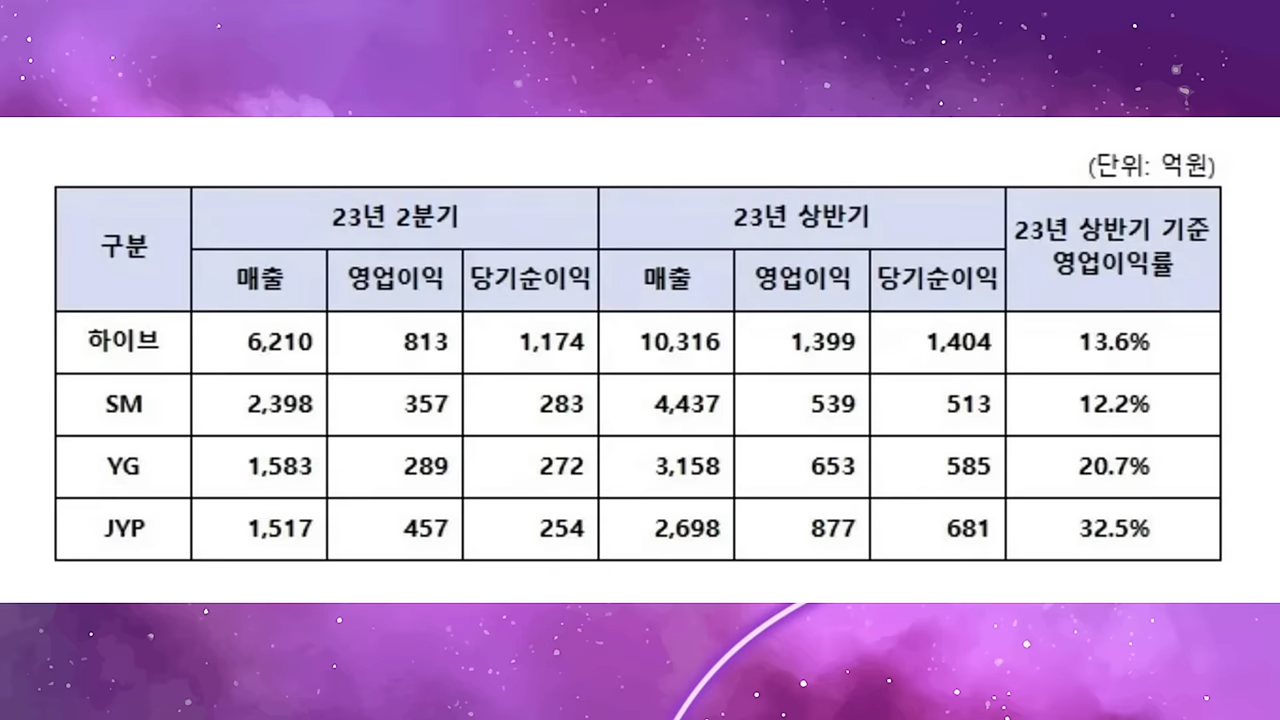 (단위: 억원)
구분 23년 2분기 23년 상반기 23년 상반기 기준 영업이익률
매출 영업이익 당기순이익 매출 영업이익 당기순이익
하이브 6,210 813 1,174 10,316 1,399 1,404 13.6%
SM 2,398 357 283 4,437 539 513 12.2%
YG 1,583 289 272 3,158 653 585 20.7%
JYP 1,517 457 254 2,698 877 681 32.5%